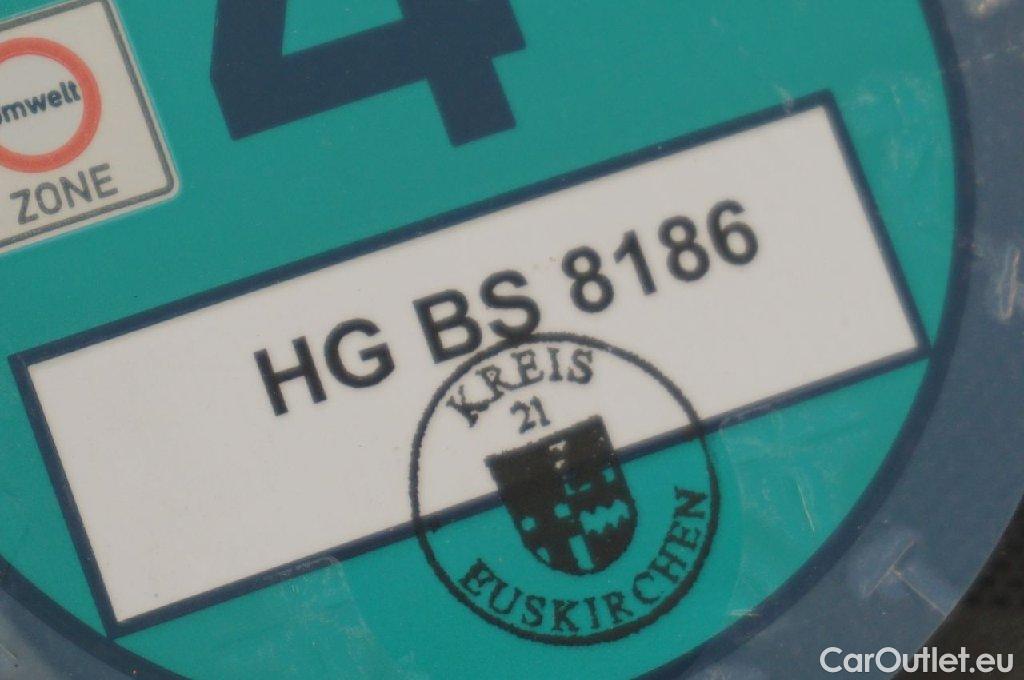 4
umwelt
ZONE
HG BS 8186
KREIS
21
EUSKIRCHEN
CarOutlet.eu